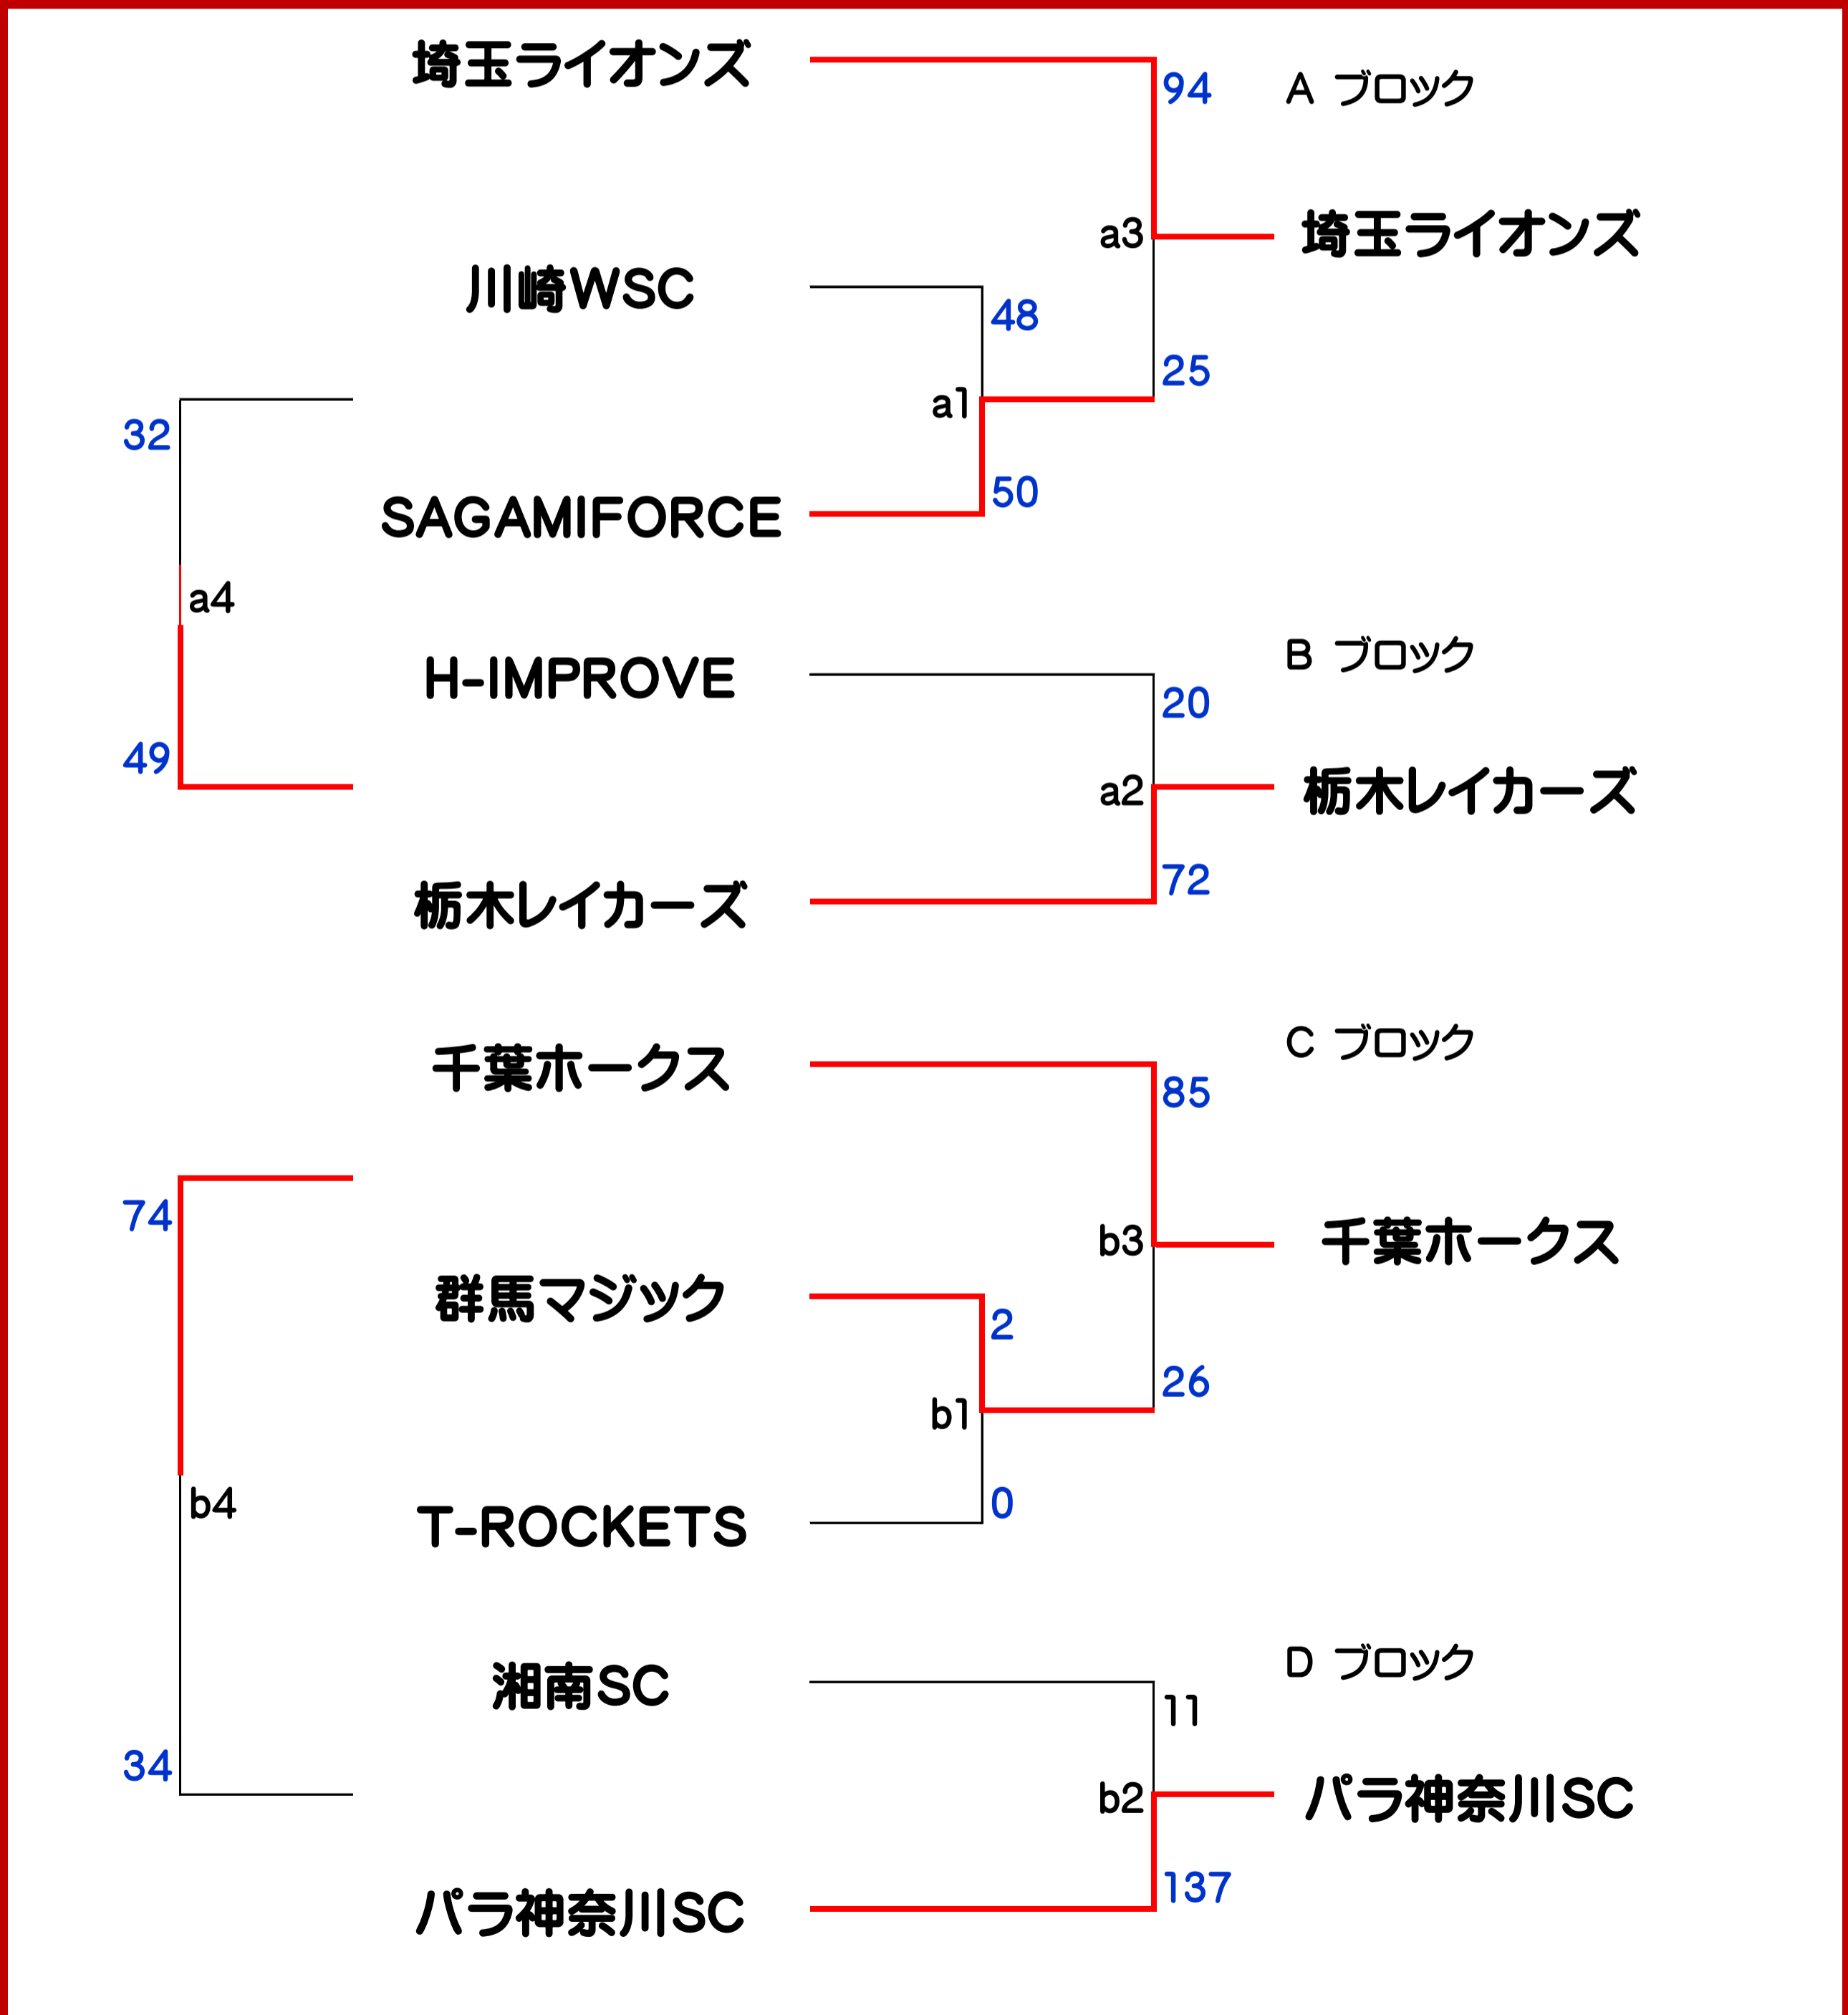 埼玉ライオンズ
94
A ブロック
a3
埼玉ライオンズ
川崎WSC
48
25
a1
32
SAGAMIFORCE
50
a4
H-IMPROVE
B ブロック
20
49
a2
栃木レイカーズ
72
栃木レイカーズ
千葉ホークス
C ブロック
85
74
b3
千葉ホークス
群馬マジック
2
26
b1
b4
T-ROCKETS
0
湘南SC
D ブロック
11
34
b2
パラ神奈川SC
137
パラ神奈川SC